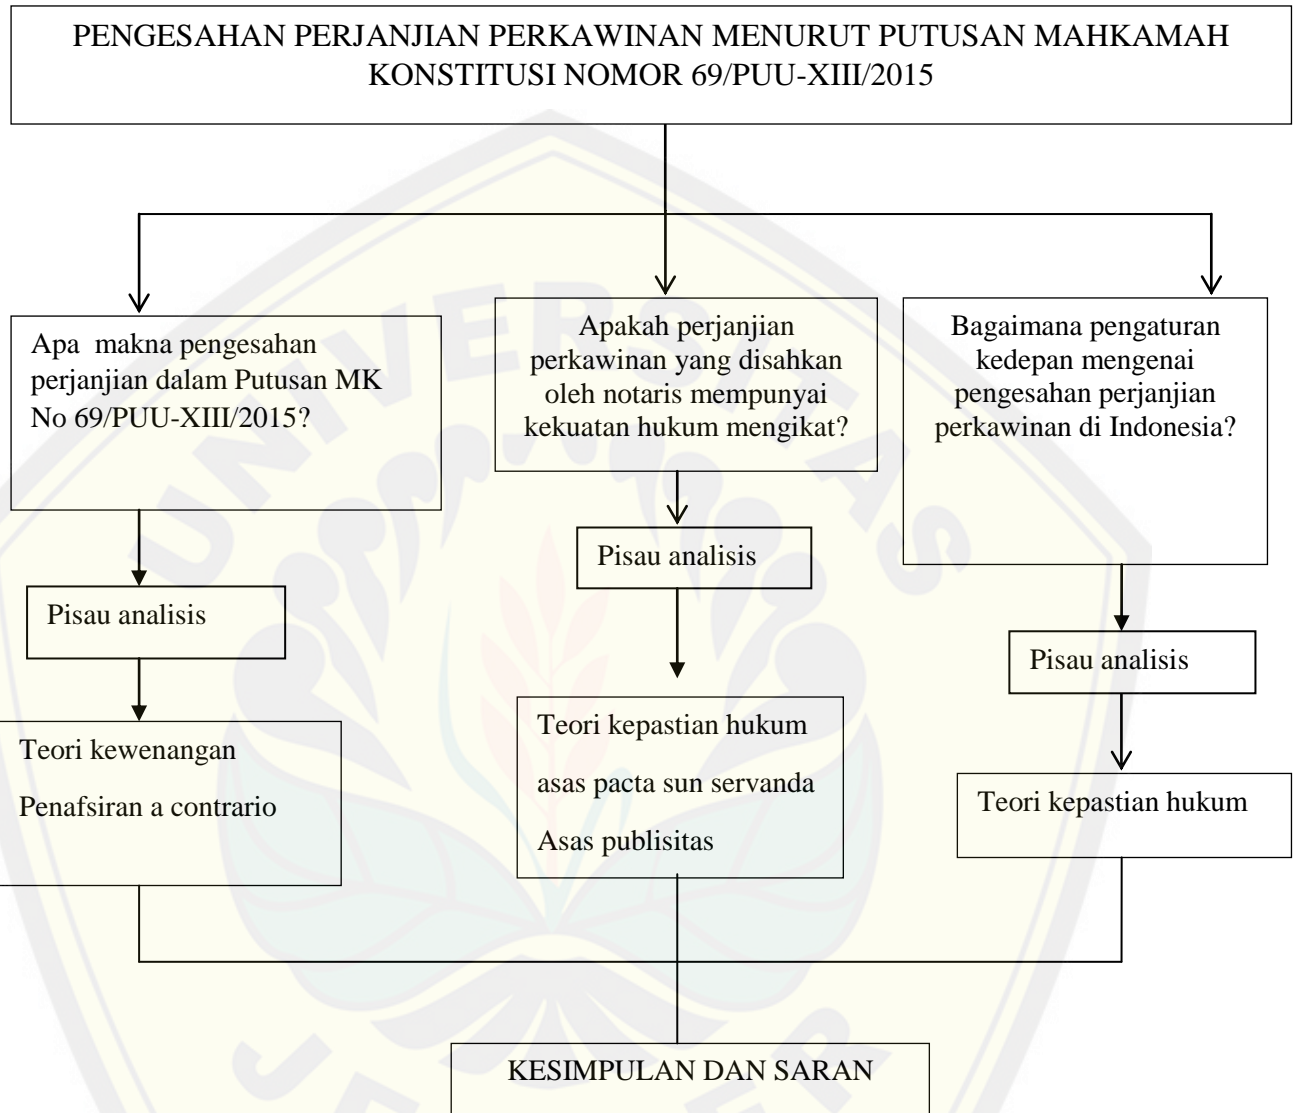 PENGESAHAN PERJANJIAN PERKAWINAN MENURUT PUTUSAN MAHKAMAH
KONSTITUSI NOMOR 69/PUU-XIII/2015
Apa makna pengesahan
perjanjian dalam Putusan MK
No 69/PUU-XIII/2015?
Apakah perjanjian
perkawinan yang disahkan
oleh notaris mempunyai
kekuatan hukum mengikat?
Bagaimana pengaturan
kedepan mengenai
pengesahan perjanjian
perkawinan di Indonesia?
Pisau analisis
Pisau analisis
Pisau analisis
Teori kewenangan
Penafsiran a contrario
Teori kepastian hukum
asas pacta sun servanda
Asas publisitas
Teori kepastian hukum
KESIMPULAN DAN SARAN
UNIVERSITAS
JEMBER